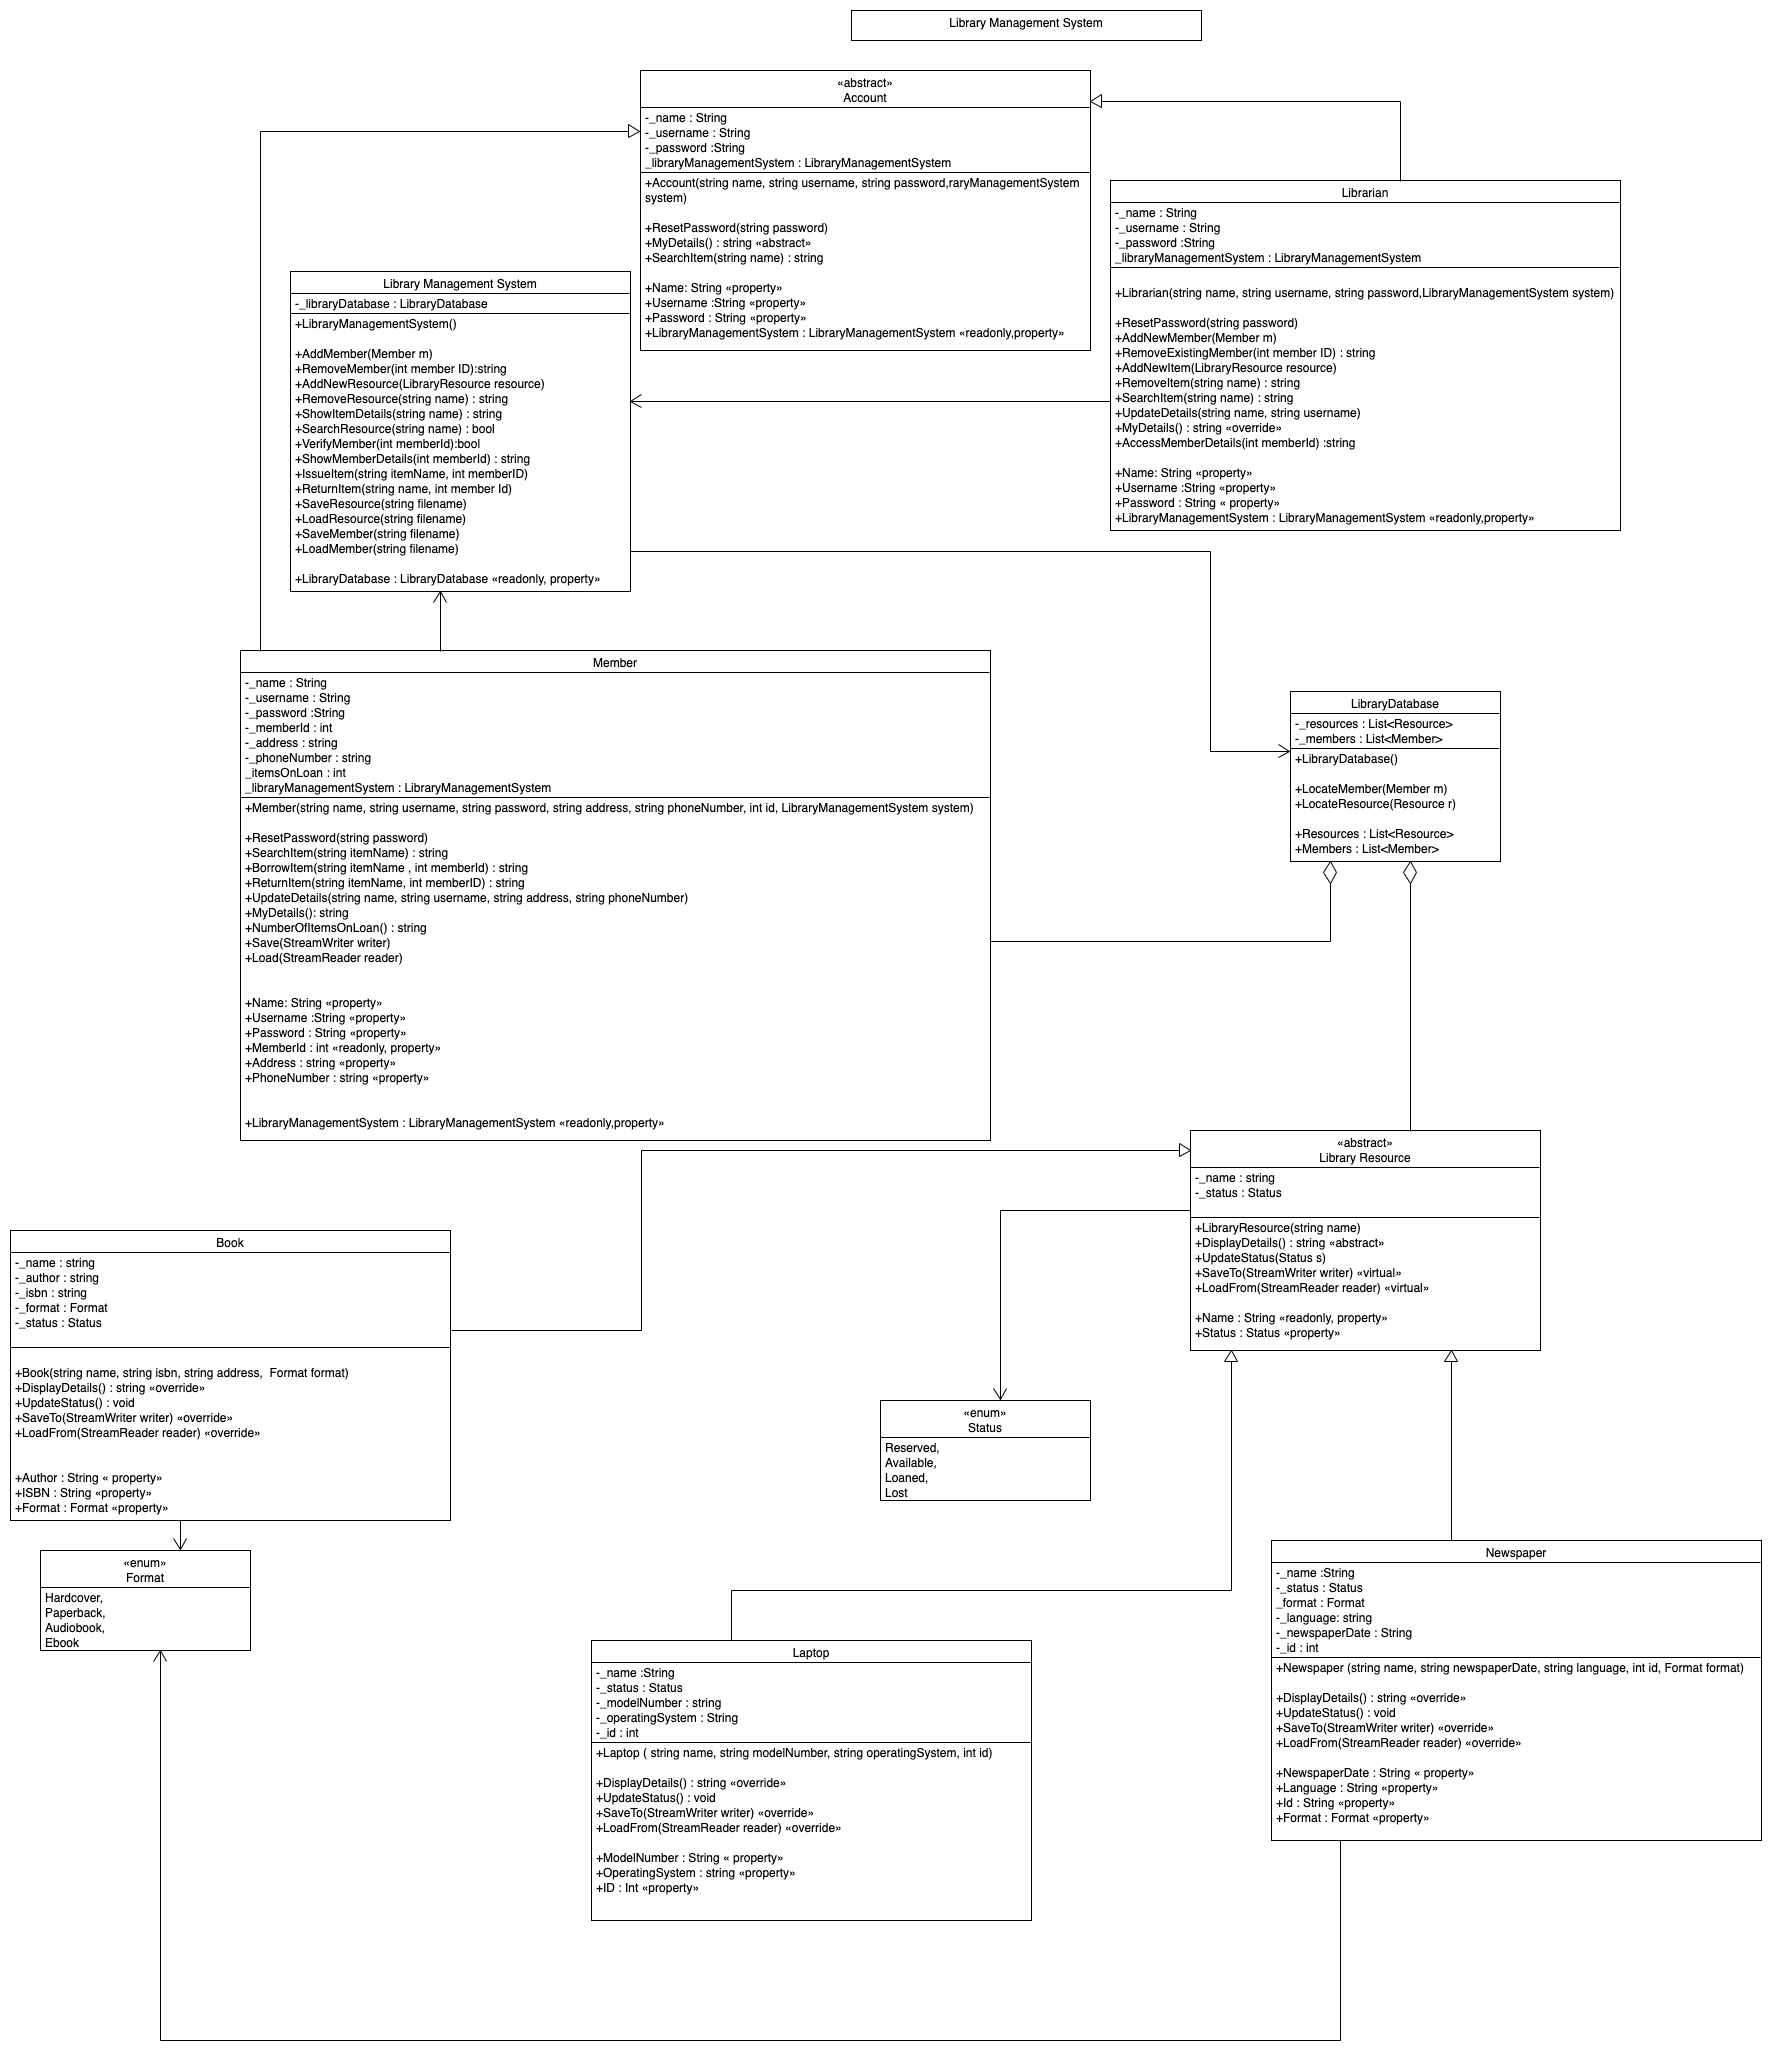 Library Management System
«abstract»
Account
-_name : String
-_username : String
-_password :String
_libraryManagementSystem : LibraryManagementSystem
+Account(string name, string username, string password,raryManagementSystem
system)
+ResetPassword(string password)
+MyDetails() : string «abstract»
+SearchItem(string name) : string
+Name: String «property»
+Username :String «property»
+Password : String «property»
+LibraryManagementSystem : LibraryManagementSystem «readonly,property»
Librarian
-_name : String
-_username : String
-_password :String
_libraryManagementSystem : LibraryManagementSystem
+Librarian(string name, string username, string password,LibraryManagementSystem system)
+ResetPassword(string password)
+AddNewMember(Member m)
+RemoveExistingMember(int member ID) : string
+AddNewItem(LibraryResource resource)
+RemoveItem(string name) : string
+SearchItem(string name) : string
+UpdateDetails(string name, string username)
+MyDetails() : string «override»
+AccessMemberDetails(int memberId) :string
+Name: String «property»
+Username :String «property»
+Password : String « property»
+LibraryManagementSystem : LibraryManagementSystem «readonly,property»
Library Management System
-_libraryDatabase : LibraryDatabase
+LibraryManagementSystem()
+AddMember(Member m)
+RemoveMember(int member ID):string
+AddNewResource(LibraryResource resource)
+RemoveResource(string name) : string
+ShowItemDetails(string name) : string
+SearchResource(string name) : bool
+VerifyMember(int memberId):bool
+ShowMemberDetails(int memberId) : string
+IssueItem(string itemName, int memberID)
+ReturnItem(string name, int member Id)
+SaveResource(string filename)
+LoadResource(string filename)
+SaveMember(string filename)
+LoadMember(string filename)
+LibraryDatabase : LibraryDatabase «readonly, property»
Member
-_name : String
-_username : String
-_password :String
-_memberId : int
-_address : string
-_phoneNumber : string
_itemsOnLoan : int
_libraryManagementSystem : LibraryManagementSystem
+Member(string name, string username, string password, string address, string phoneNumber, int id, LibraryManagementSystem system)
+ResetPassword(string password)
+SearchItem(string itemName) : string
+BorrowItem(string itemName , int memberId) : string
+ReturnItem(string itemName, int memberID) : string
+UpdateDetails(string name, string username, string address, string phoneNumber)
+MyDetails(): string
+NumberOfItemsOnLoan() : string
+Save(StreamWriter writer)
+Load(StreamReader reader)
+Name: String «property»
+Username :String «property»
+Password : String «property»
+MemberId : int «readonly, property»
+Address : string «property»
+PhoneNumber : string «property»
+LibraryManagementSystem : LibraryManagementSystem «readonly,property»
LibraryDatabase
-_resources : List<Resource>
-_members : List<Member>
+LibraryDatabase()
+LocateMember(Member m)
+LocateResource(Resource r)
+Resources : List<Resource>
+Members : List<Member>
«abstract»
Library Resource
-_name : string
-_status : Status
+LibraryResource(string name)
+DisplayDetails() : string «abstract»
+UpdateStatus(Status s)
+SaveTo(StreamWriter writer) «virtual»
+LoadFrom(StreamReader reader) «virtual»
+Name : String «readonly, property»
+Status : Status «property»
Book
-_name : string
-_author : string
-_isbn : string
-_format : Format
-_status : Status
+Book(string name, string isbn, string address,  Format format)
+DisplayDetails() : string «override»
+UpdateStatus() : void
+SaveTo(StreamWriter writer) «override»
+LoadFrom(StreamReader reader) «override»
+Author : String « property»
+ISBN : String «property»
+Format : Format «property»
«enum»
Status
Reserved,
Available,
Loaned,
Lost
«enum»
Format
Hardcover,
Paperback,
Audiobook,
Ebook
Laptop
-_name :String
-_status : Status
-_modelNumber : string
-_operatingSystem : String
-_id : int
+Laptop ( string name, string modelNumber, string operatingSystem, int id)
+DisplayDetails() : string «override»
+UpdateStatus() : void
+SaveTo(StreamWriter writer) «override»
+LoadFrom(StreamReader reader) «override»
+ModelNumber : String « property»
+OperatingSystem : string «property»
+ID : Int «property»
Newspaper
-_name :String
-_status : Status
_format : Format
-_language: string
-_newspaperDate : String
-_id : int
+Newspaper (string name, string newspaperDate, string language, int id, Format format)
+DisplayDetails() : string «override»
+UpdateStatus() : void
+SaveTo(StreamWriter writer) «override»
+LoadFrom(StreamReader reader) «override»
+NewspaperDate : String « property»
+Language : String «property»
+Id : String «property»
+Format : Format «property»